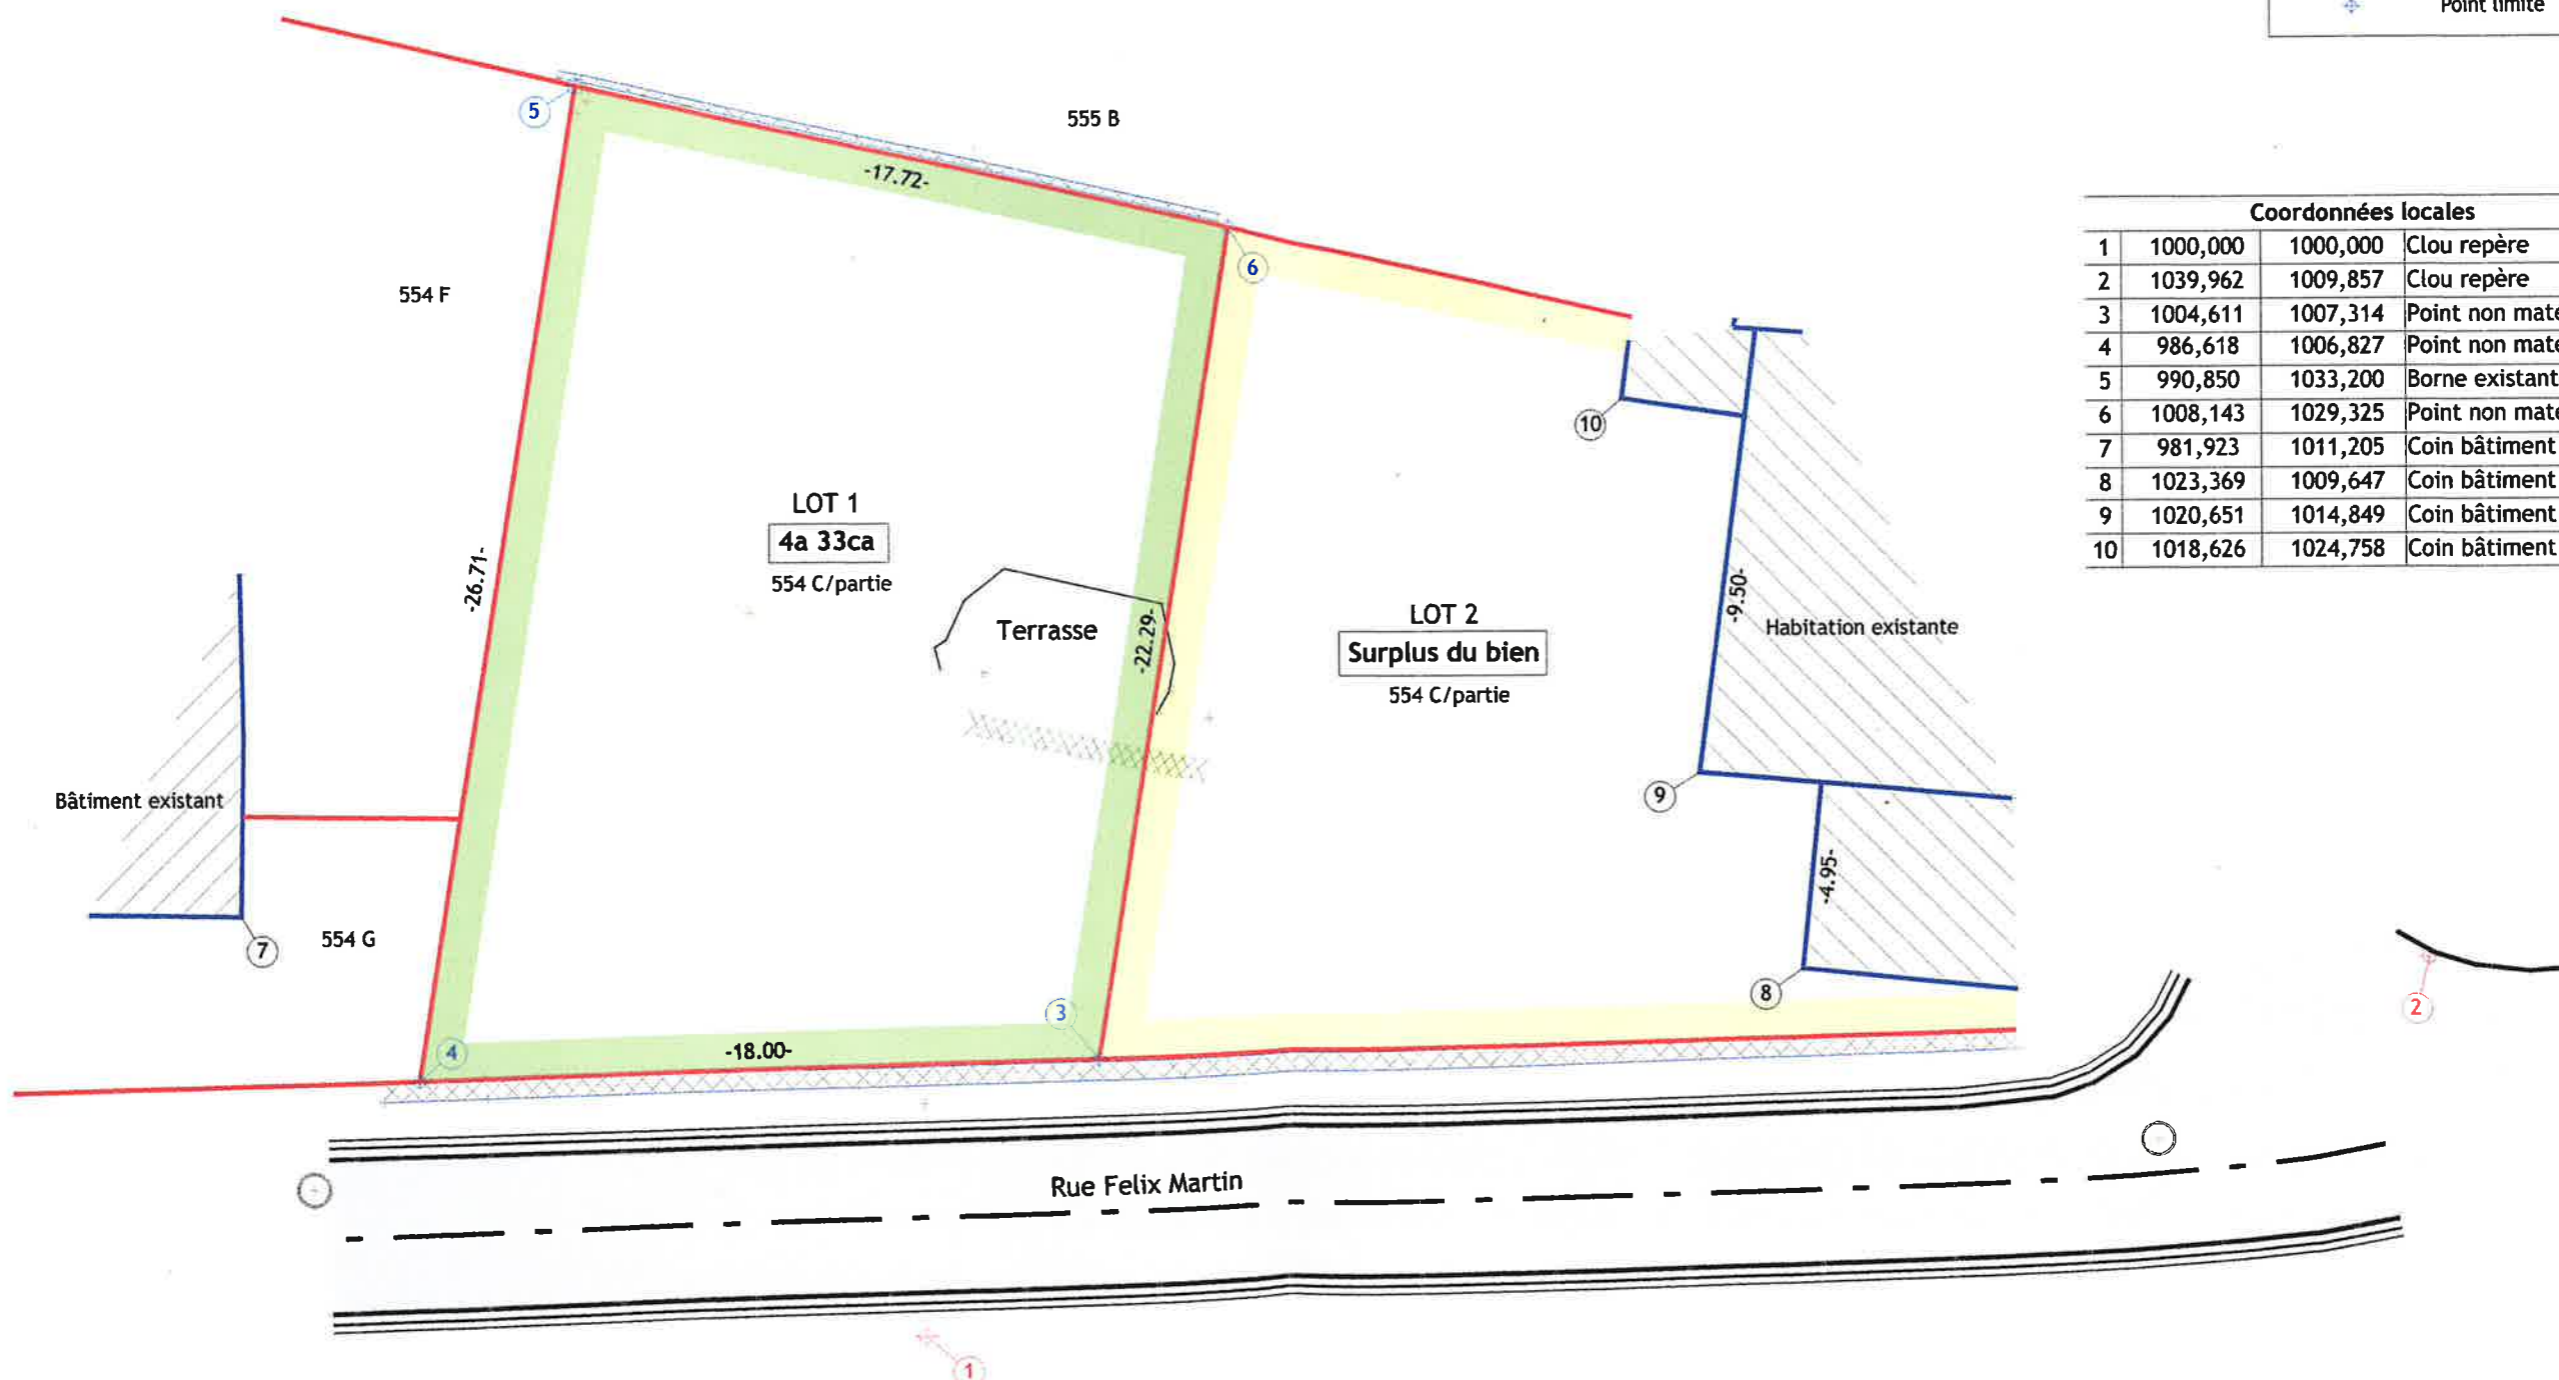 Point limite
5
555 B
-17.72-
6
554 F
Coordonnées locales
1 1000,000 1000,000 Clou repère
2 1039,962 1009,857 Clou repère
3 1004,611 1007,314 Point non maté
4 986,618 1006,827 Point non maté
5 990,850 1033,200 Borne existant
6 1008,143 1029,325 Point non maté
7 981,923 1011,205 Coin bâtiment
8 1023,369 1009,647 Coin bâtiment
9 1020,651 1014,849 Coin bâtiment
10 1018,626 1024,758 Coin bâtiment
10
LOT 1
4a 33ca
554 C/partie
-26.71-
Terrasse
-22.29-
LOT 2
Surplus du bien
554 C/partie
-9.50-
Habitation existante
Bâtiment existant
9
-4.95-
7
554 G
8
2
3
4
-18.00-
Rue Felix Martin
1